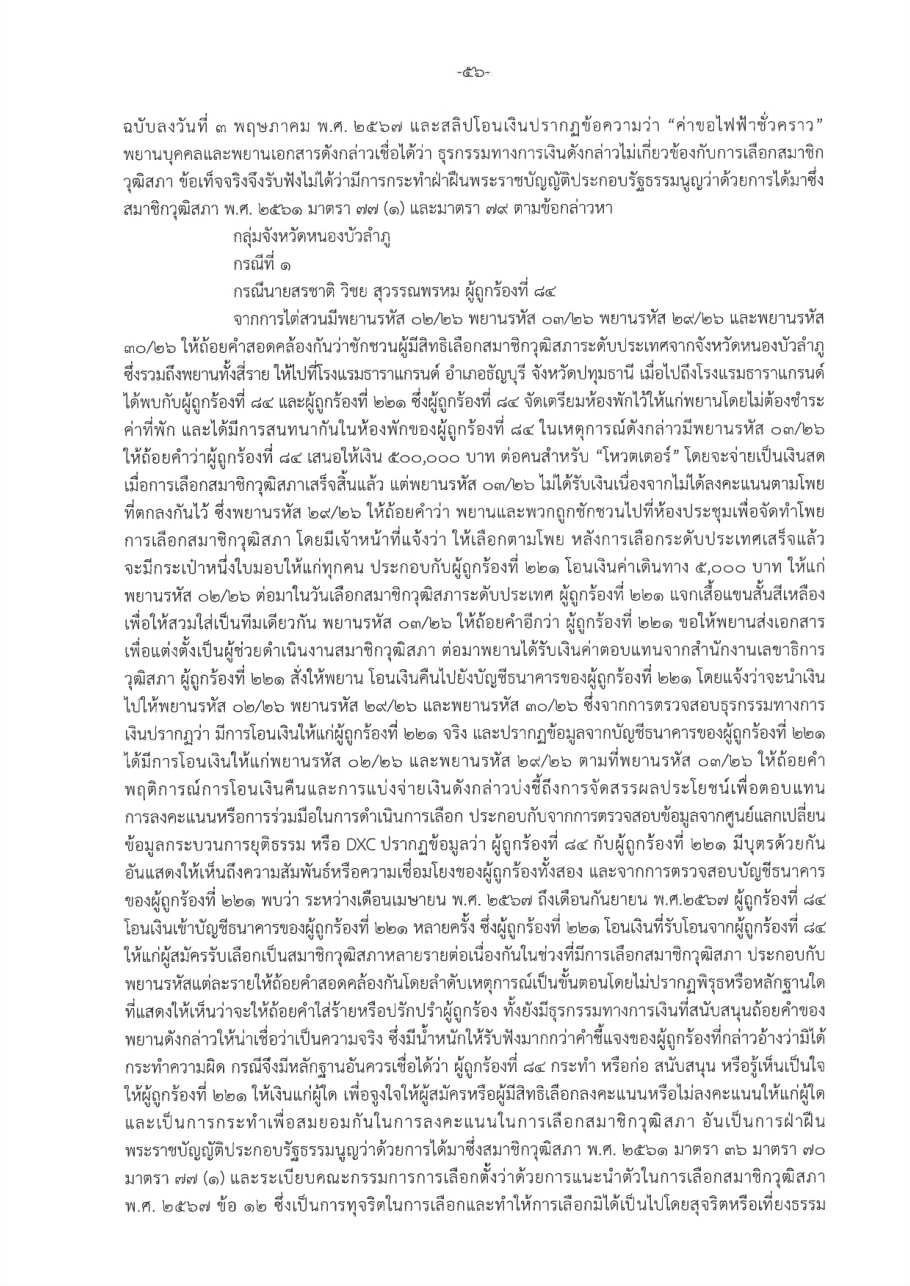 -๕๖-
ฉบับลงวันที่ ๓ พฤษภาคม พ.ศ. ๒๕๖๗ และสลิปโอนเงินปรากฏข้อความว่า “ค่าขอไฟฟ้าชั่วคราว”
พยานบุคคลและพยานเอกสารดังกล่าวเชื่อได้ว่า ธุรกรรมทางการเงินดังกล่าวไม่เกี่ยวข้องกับการเลือกสมาชิก
วุฒิสภา ข้อเท็จจริงจึงรับฟังไม่ได้ว่ามีการกระทำฝ่าฝืนพระราชบัญญัติประกอบรัฐธรรมนูญว่าด้วยการได้มาซึ่ง
สมาชิกวุฒิสภา พ.ศ. ๒๕๖๑ มาตรา ๗๗ (๑) และมาตรา ๗๙ ตามข้อกล่าวหา
กลุ่มจังหวัดหนองบัวลำภู
กรณีที่ ๑
กรณีนายสรชาติ วิชย สุวรรณพรหม ผู้ถูกร้องที่ ๘๔
จากการไต่สวนมีพยานรหัส ๐๒/๒๖ พยานรหัส ๐๓/๒๖ พยานรหัส ๒๙/๒๖ และพยานรหัส
๓๐/๒๖ ให้ถ้อยคำสอดคล้องกันว่าชักชวนผู้มีสิทธิเลือกสมาชิกวุฒิสภาระดับประเทศจากจังหวัดหนองบัวลำภู
ซึ่งรวมถึงพยานทั้งสี่ราย ให้ไปที่โรงแรมธาราแกรนด์ อำเภอธัญบุรี จังหวัดปทุมธานี เมื่อไปถึงโรงแรมธาราแกรนด์
ได้พบกับผู้ถูกร้องที่ ๘๔ และผู้ถูกร้องที่ ๒๒๑ ซึ่งผู้ถูกร้องที่ ๘๔ จัดเตรียมห้องพักไว้ให้แก่พยานโดยไม่ต้องชำระ
ค่าที่พัก และได้มีการสนทนากันในห้องพักของผู้ถูกร้องที่ ๘๔ ในเหตุการณ์ดังกล่าวมีพยานรหัส ๐๓/๒๖
ให้ถ้อยคำว่าผู้ถูกร้องที่ ๘๔ เสนอให้เงิน ๕๐๐,๐๐๐ บาท ต่อคนสำหรับ “โหวตเตอร์” โดยจะจ่ายเป็นเงินสด
เมื่อการเลือกสมาชิกวุฒิสภาเสร็จสิ้นแล้ว แต่พยานรหัส ๐๓/๒๖ ไม่ได้รับเงินเนื่องจากไม่ได้ลงคะแนนตามโพย
ที่ตกลงกันไว้ ซึ่งพยานรหัส ๒๙/๒๖ ให้ถ้อยคำว่า พยานและพวกถูกชักชวนไปที่ห้องประชุมเพื่อจัดทำโพย
การเลือกสมาชิกวุฒิสภา โดยมีเจ้าหน้าที่แจ้งว่า ให้เลือกตามโพย หลังการเลือกระดับประเทศเสร็จแล้ว
จะมีกระเป๋าหนึ่งใบมอบให้แก่ทุกคน ประกอบกับผู้ถูกร้องที่ ๒๒๑ โอนเงินค่าเดินทาง ๕,๐๐๐ บาท ให้แก่
พยานรหัส ๐๒/๒๖ ต่อมาในวันเลือกสมาชิกวุฒิสภาระดับประเทศ ผู้ถูกร้องที่ ๒๒๑ แจกเสื้อแขนสั้นสีเหลือง
เพื่อให้สวมใส่เป็นทีมเดียวกัน พยานรหัส ๐๓/๒๖ ให้ถ้อยคำอีกว่า ผู้ถูกร้องที่ ๒๒๑ ขอให้พยานส่งเอกสาร
เพื่อแต่งตั้งเป็นผู้ช่วยดำเนินงานสมาชิกวุฒิสภา ต่อมาพยานได้รับเงินค่าตอบแทนจากสำนักงานเลขาธิการ
วุฒิสภา ผู้ถูกร้องที่ ๒๒๑ สั่งให้พยาน โอนเงินคืนไปยังบัญชีธนาคารของผู้ถูกร้องที่ ๒๒๑ โดยแจ้งว่าจะนำเงิน
ไปให้พยานรหัส ๐๒/๒๖ พยานรหัส ๒๙/๒๖ และพยานรหัส ๓๐/๒๖ ซึ่งจากการตรวจสอบธุรกรรมทางการ
เงินปรากฏว่า มีการโอนเงินให้แก่ผู้ถูกร้องที่ ๒๒๑ จริง และปรากฏข้อมูลจากบัญชีธนาคารของผู้ถูกร้องที่ ๒๒๑
ได้มีการโอนเงินให้แก่พยานรหัส ๐๒/๒๖ และพยานรหัส ๒๙/๒๖ ตามที่พยานรหัส ๐๓/๒๖ ให้ถ้อยคำ
พฤติการณ์การโอนเงินคืนและการแบ่งจ่ายเงินดังกล่าวบ่งชี้ถึงการจัดสรรผลประโยชน์เพื่อตอบแทน
การลงคะแนนหรือการร่วมมือในการดำเนินการเลือก ประกอบกับจากการตรวจสอบข้อมูลจากศูนย์แลกเปลี่ยน
ข้อมูลกระบวนการยุติธรรม หรือ DXC ปรากฏข้อมูลว่า ผู้ถูกร้องที่ ๘๔ กับผู้ถูกร้องที่ ๒๒๑ มีบุตรด้วยกัน
อันแสดงให้เห็นถึงความสัมพันธ์หรือความเชื่อมโยงของผู้ถูกร้องทั้งสอง และจากการตรวจสอบบัญชีธนาคาร
ของผู้ถูกร้องที่ ๒๒๑ พบว่า ระหว่างเดือนเมษายน พ.ศ. ๒๕๖๗ ถึงเดือนกันยายน พ.ศ.๒๕๖๗ ผู้ถูกร้องที่ ๘๔
โอนเงินเข้าบัญชีธนาคารของผู้ถูกร้องที่ ๒๒๑ หลายครั้ง ซึ่งผู้ถูกร้องที่ ๒๒๑ โอนเงินที่รับโอนจากผู้ถูกร้องที่ ๘๔
ให้แก่ผู้สมัครรับเลือกเป็นสมาชิกวุฒิสภาหลายรายต่อเนื่องกันในช่วงที่มีการเลือกสมาชิกวุฒิสภา ประกอบกับ
พยานรหัสแต่ละรายให้ถ้อยคำสอดคล้องกันโดยลำดับเหตุการณ์เป็นขั้นตอนโดยไม่ปรากฏพิรุธหรือหลักฐานใด
ที่แสดงให้เห็นว่าจะให้ถ้อยคำใส่ร้ายหรือปรักปรำผู้ถูกร้อง ทั้งยังมีธุรกรรมทางการเงินที่สนับสนุนถ้อยคำของ
พยานดังกล่าวให้น่าเชื่อว่าเป็นความจริง ซึ่งมีน้ำหนักให้รับฟังมากกว่าคำชี้แจงของผู้ถูกร้องที่กล่าวอ้างว่ามิได้
กระทำความผิด กรณีจึงมีหลักฐานอันควรเชื่อได้ว่า ผู้ถูกร้องที่ ๘๔ กระทำ หรือก่อ สนับสนุน หรือรู้เห็นเป็นใจ
ให้ผู้ถูกร้องที่ ๒๒๑ ให้เงินแก่ผู้ใด เพื่อจูงใจให้ผู้สมัครหรือผู้มีสิทธิเลือกลงคะแนนหรือไม่ลงคะแนนให้แก่ผู้ใด
และเป็นการกระทำเพื่อสมยอมกันในการลงคะแนนในการเลือกสมาชิกวุฒิสภา อันเป็นการฝ่าฝืน
พระราชบัญญัติประกอบรัฐธรรมนูญว่าด้วยการได้มาซึ่งสมาชิกวุฒิสภา พ.ศ. ๒๕๖๑ มาตรา ๓๖ มาตรา ๗๐
มาตรา ๗๗ (๑) และระเบียบคณะกรรมการการเลือกตั้งว่าด้วยการแนะนำตัวในการเลือกสมาชิกวุฒิสภา
พ.ศ. ๒๕๖๗ ข้อ ๑๒ ซึ่งเป็นการทุจริตในการเลือกและทำให้การเลือกมิได้เป็นไปโดยสุจริตหรือเที่ยงธรรม